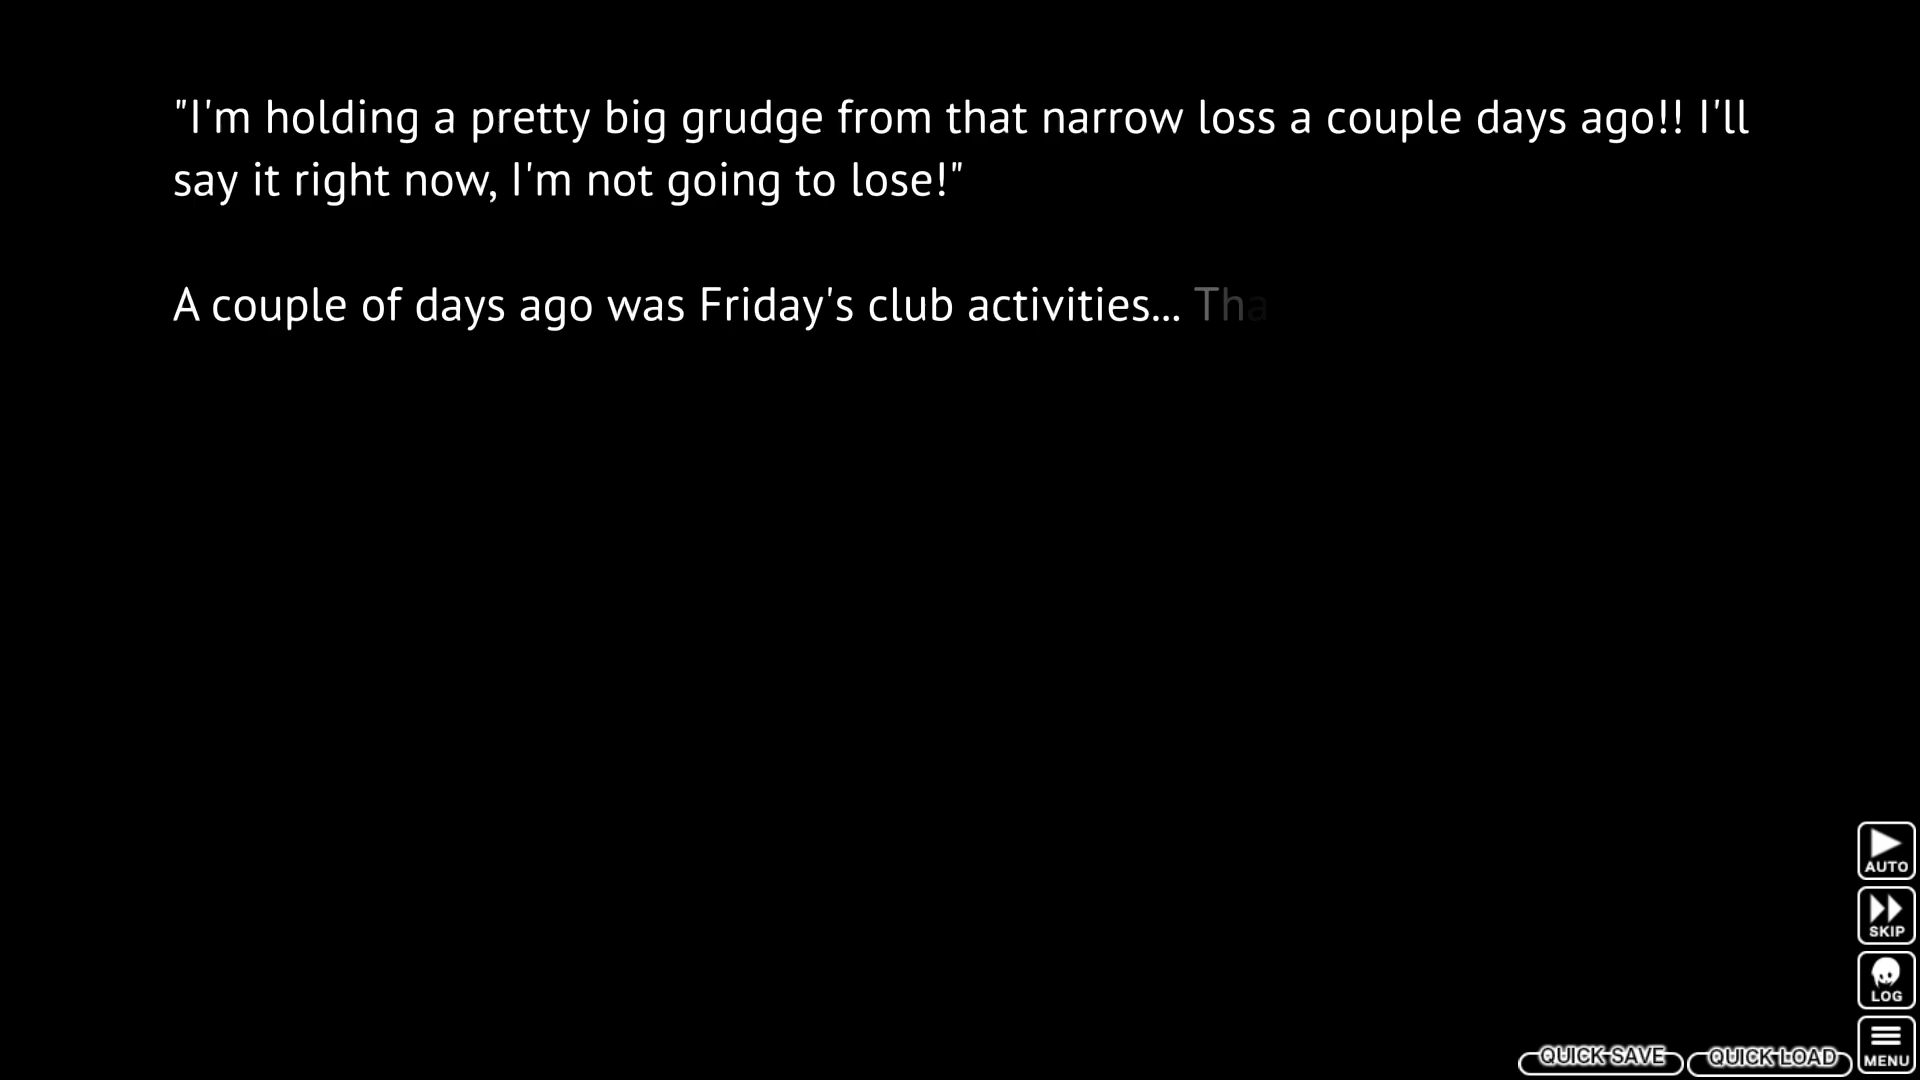 "I'm holding a pretty big grudge from that narrow loss a couple days ago!! I'll
say it right now, I'm not going to lose!"
A couple of days ago was Friday's club activities... Tha
AUTO
SKIP
LOG
QUICK SAVE QUICK LOAD MENU